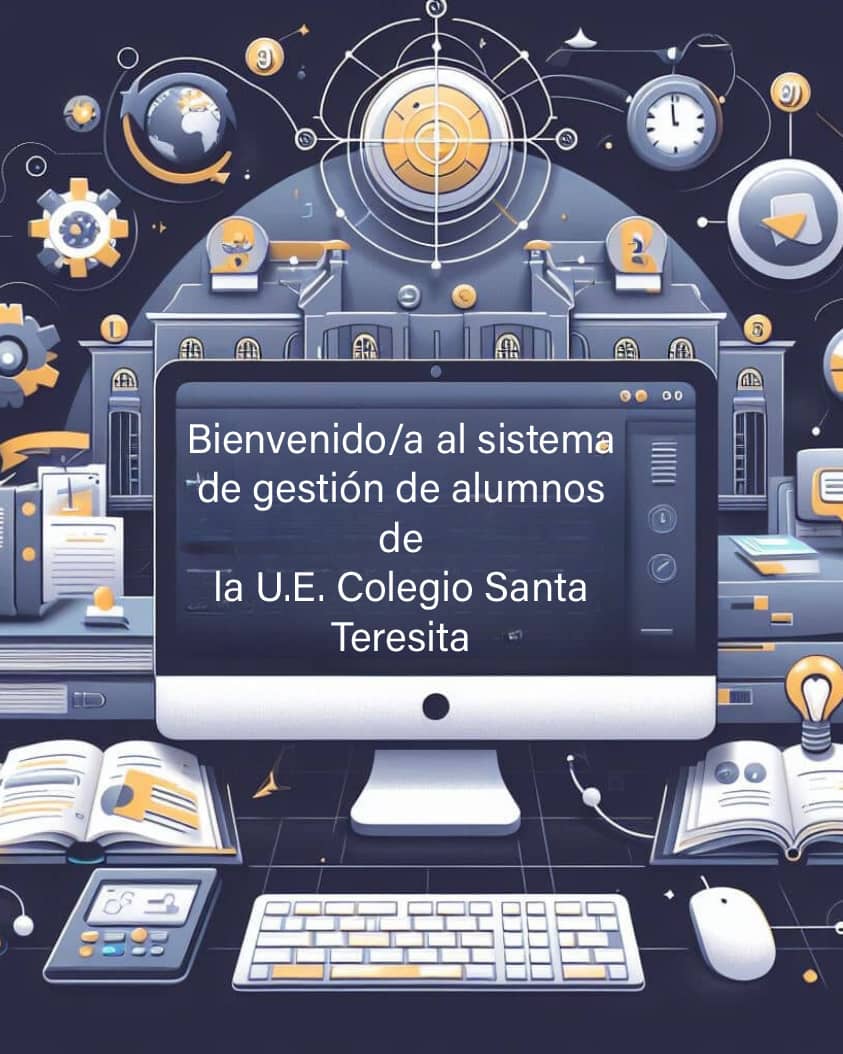 Bienvenido/a al sistema
de gestión de alumnos
de
la U.E. Colegio Santa
Teresita